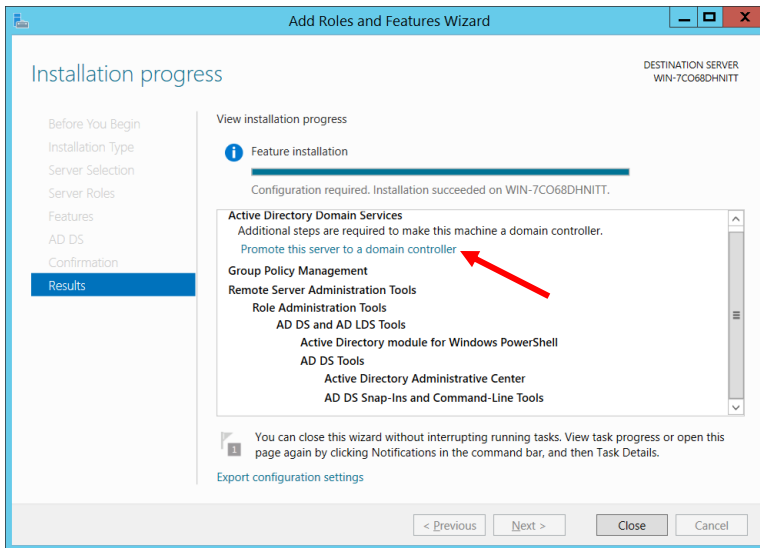 Add Roles and Features Wizard
Installation progress
DESTINATION SERVER
WIN-7CO68DHNITT
Before You Begin
Installation Type
Server Selection
Server Roles
Features
AD DS
Confirmation
Results
View installation progress
Feature installation
Configuration required. Installation succeeded on WIN-7CO68DHNITT.
Active Directory Domain Services
Additional steps are required to make this machine a domain controller.
Promote this server to a domain controller
Group Policy Management
Remote Server Administration Tools
Role Administration Tools
AD DS and AD LDS Tools
Active Directory module for Windows PowerShell
AD DS Tools
Active Directory Administrative Center
AD DS Snap-Ins and Command-Line Tools
1
You can close this wizard without interrupting running tasks. View task progress or open this
page again by clicking Notifications in the command bar, and then Task Details.
Export configuration settings
< Previous
Next >
Close
Cancel